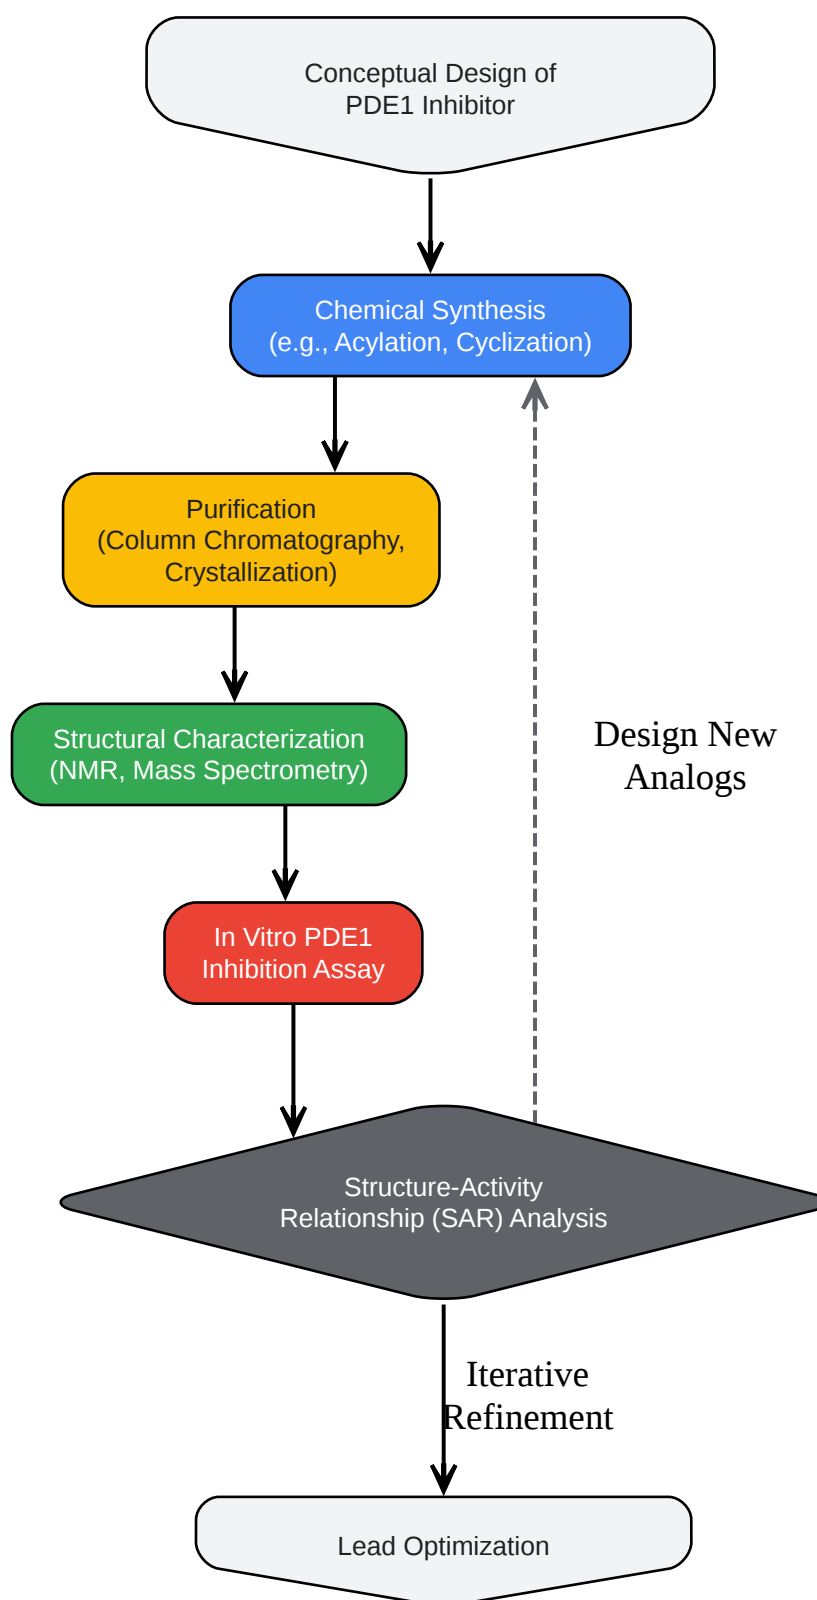 Conceptual Design of
PDE1 Inhibitor
Chemical Synthesis
(e.g., Acylation, Cyclization)
Purification
(Column Chromatography,
Crystallization)
Structural Characterization
(NMR, Mass Spectrometry)
Design New
Analogs
In Vitro PDE1
Inhibition Assay
Structure-Activity
Relationship (SAR) Analysis
Iterative
Refinement
Lead Optimization